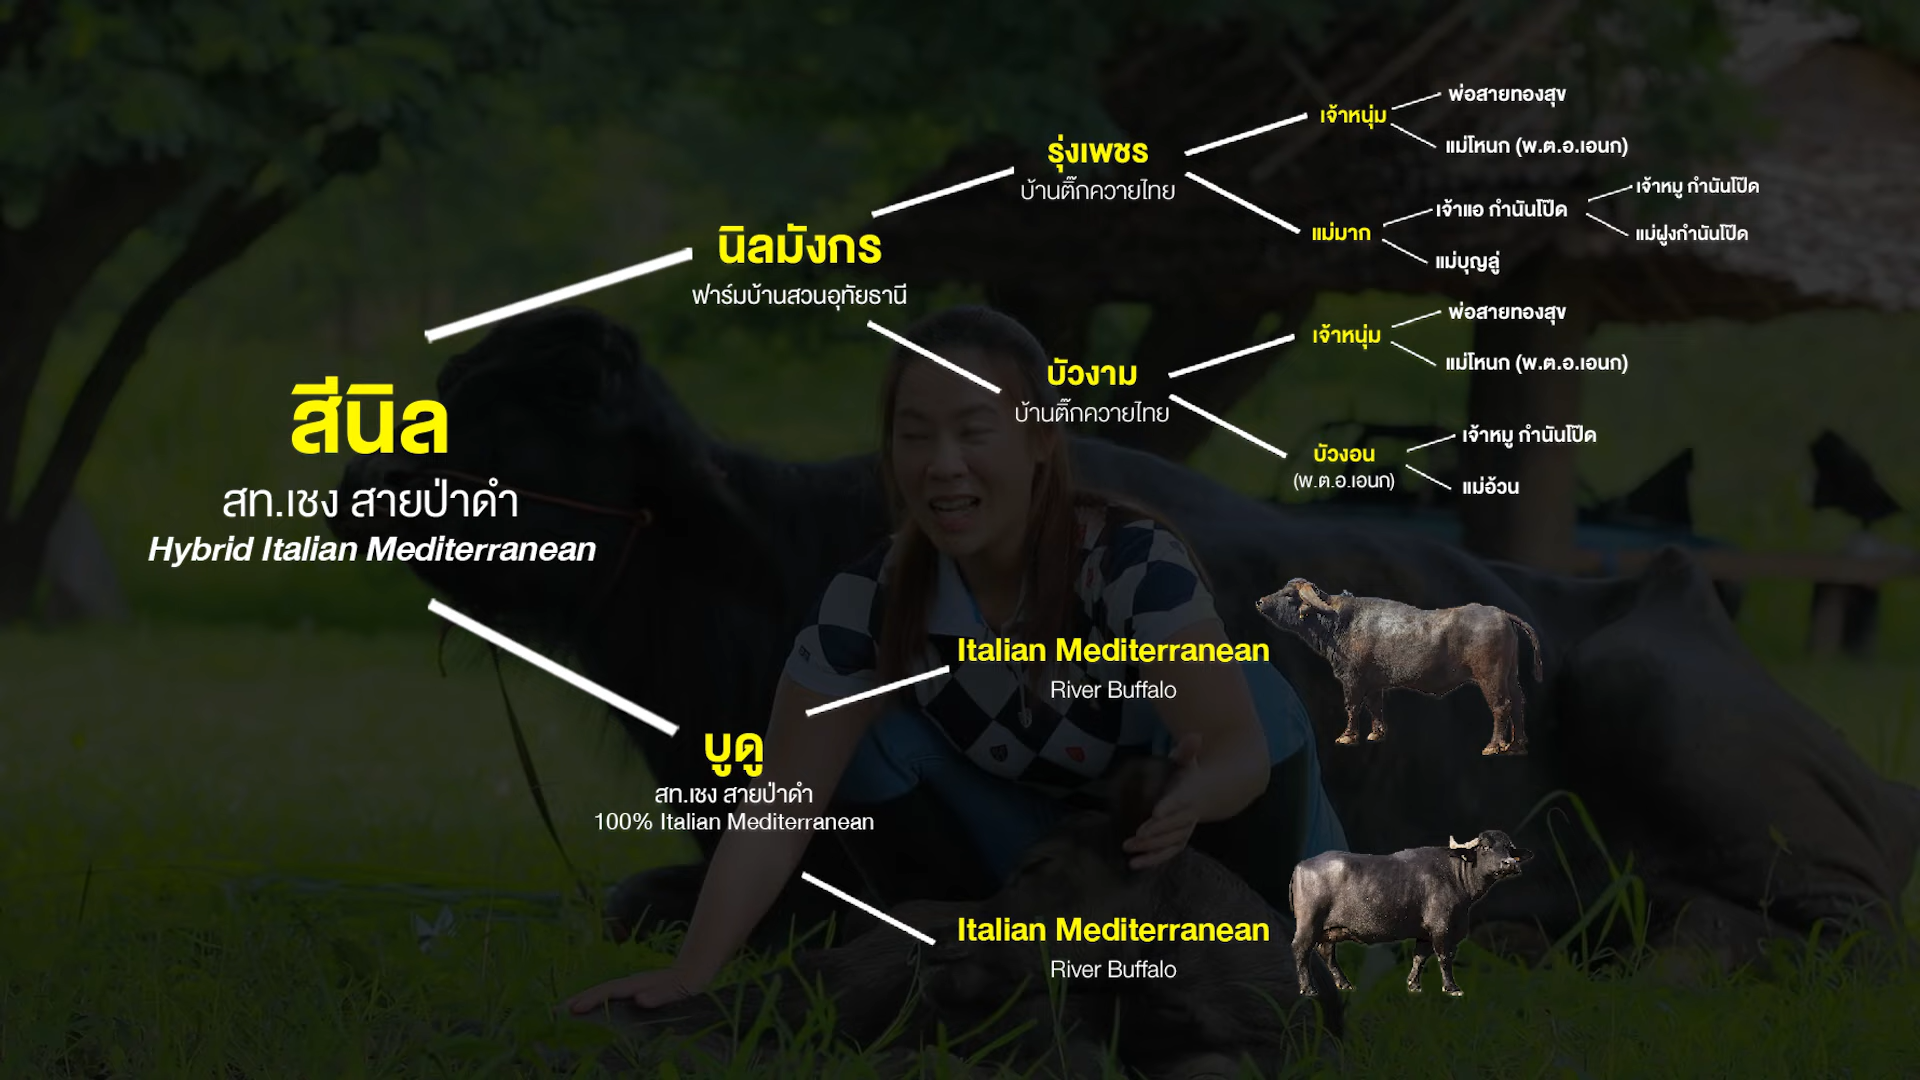 สีนิล
สท.เชง สายป่าดำ
Hybrid Italian Mediterranean
นิลมังกร
ฟาร์มบ้านสวนอุทัยธานี
รุ่งเพชร
บ้านติ๊กควายไทย
เจ้าหนุ่ม
พ่อสายทองสุข
แม่โหนก (พ.ต.อ.เอนก)
แม่มาก
เจ้าแอ กำนันโป๊ด
เจ้าหมู กำนันโป๊ด
แม่ฝูงกำนันโป๊ด
แม่บุญลู่
บัวงาม
บ้านติ๊กควายไทย
เจ้าหนุ่ม
พ่อสายทองสุข
แม่โหนก (พ.ต.อ.เอนก)
บัวงอน
(พ.ต.อ.เอนก)
เจ้าหมู กำนันโป๊ด
แม่อ้วน
บูดู
สท.เชง สายป่าดำ
100% Italian Mediterranean
Italian Mediterranean
River Buffalo
Italian Mediterranean
River Buffalo